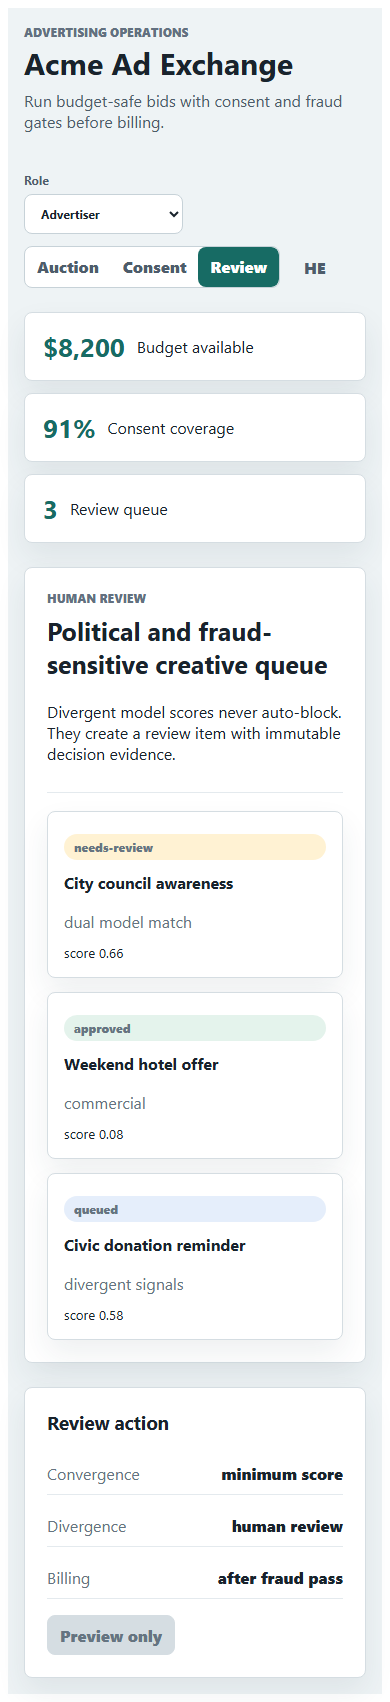 ADVERTISING OPERATIONS
Acme Ad Exchange
Run budget-safe bids with consent and fraud
gates before billing.
Role
Advertiser
Auction Consent Review HE
$8,200 Budget available
91% Consent coverage
3 Review queue
HUMAN REVIEW
Political and fraud-
sensitive creative queue
Divergent model scores never auto-block.
They create a review item with immutable
decision evidence.
needs-review
City council awareness
dual model match
score 0.66
approved
Weekend hotel offer
commercial
score 0.08
queued
Civic donation reminder
divergent signals
score 0.58
Review action
Convergence minimum score
Divergence human review
Billing after fraud pass
Preview only